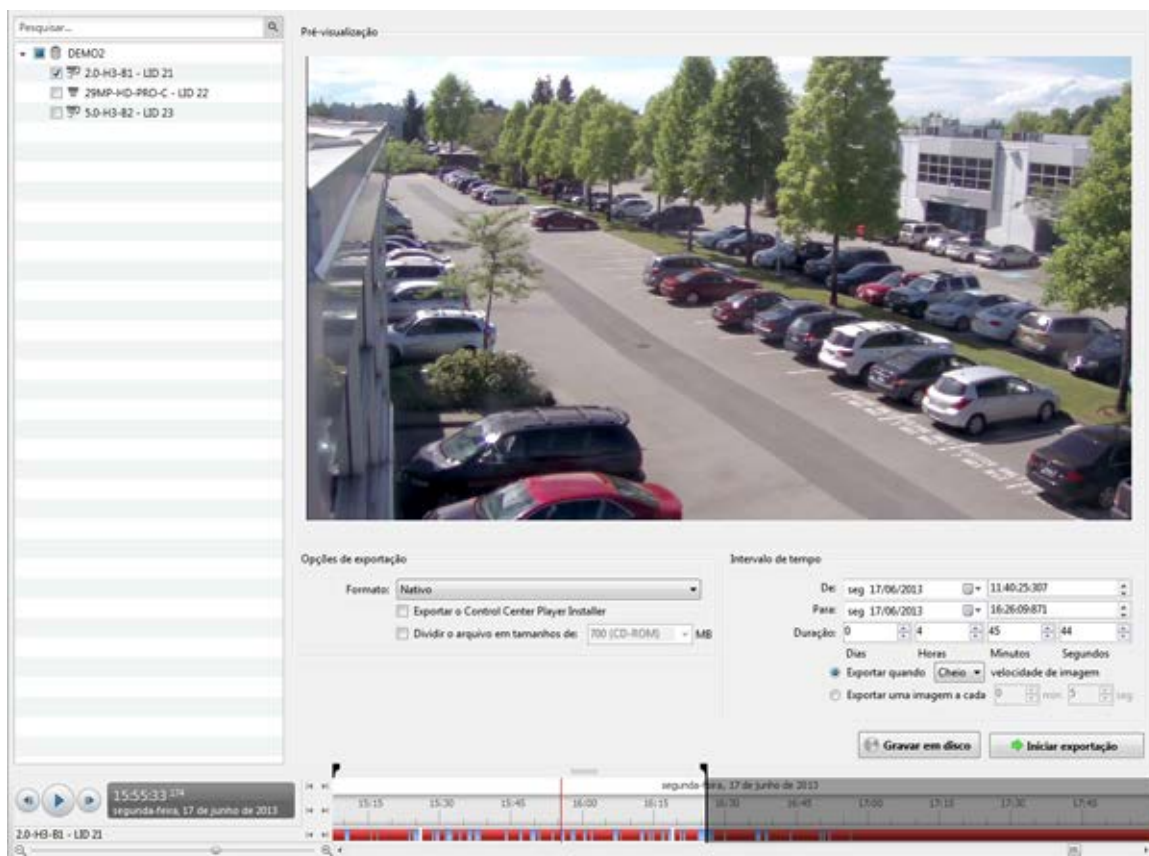 Pesquisar...
DEMO2
2.0-H3-B1 - LID 21
29MP-HD-PRO-C - LID 22
5.0-H3-B2 - LID 23
Pré-visualização
Opções de exportação
Formato: Nativo
Exportar o Control Center Player Installer
Dividir o arquivo em tamanhos de: 700 (CD-ROM) MB
Intervalo de tempo
De: seg 17/06/2013 11:40:25:307
Para: seg 17/06/2013 16:26:09:871
Duração: 0 4 45 44
Dias Horas Minutos Segundos
Exportar quando Cheio velocidade de imagem
Exportar uma imagem a cada 0 min 5 seg
Gravar em disco Iniciar exportação
15:55:33 274
segunda-feira, 17 de junho de 2013
segunda-feira, 17 de junho de 2013
15:15 15:30 15:45 16:00 16:15 16:30 16:45 17:00 17:15 17:30 17:45
2.0-H3-B1 - LID 21